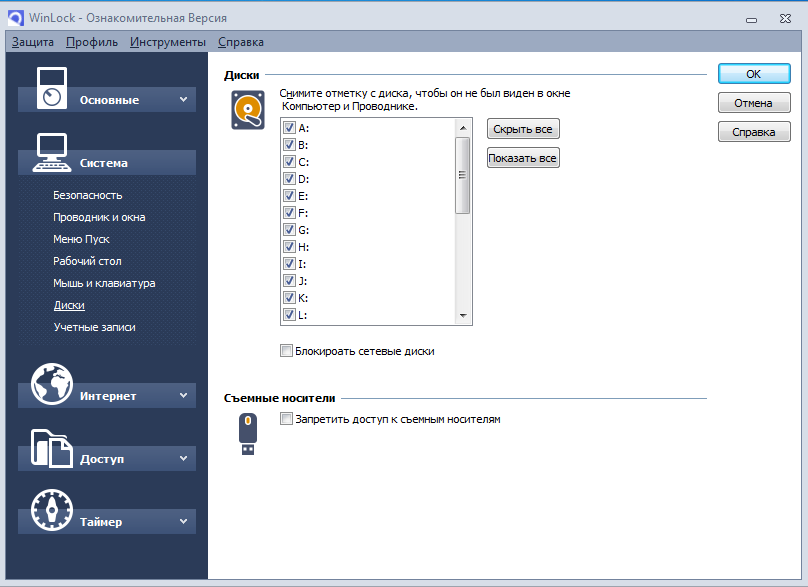 WinLock - Ознакомительная Версия
Защита Профиль Инструменты Справка
Основные
Система
Безопасность
Проводник и окна
Меню Пуск
Рабочий стол
Мышь и клавиатура
Диски
Учетные записи
Интернет
Доступ
Таймер
Диски
Снимите отметку с диска, чтобы он не был виден в окне
Компьютер и Проводнике.
A:
B:
C:
D:
E:
F:
G:
H:
I:
J:
K:
L:
Скрыть все
Показать все
Блокироать сетевые диски
Съемные носители
Запретить доступ к съемным носителям
OK
Отмена
Справка